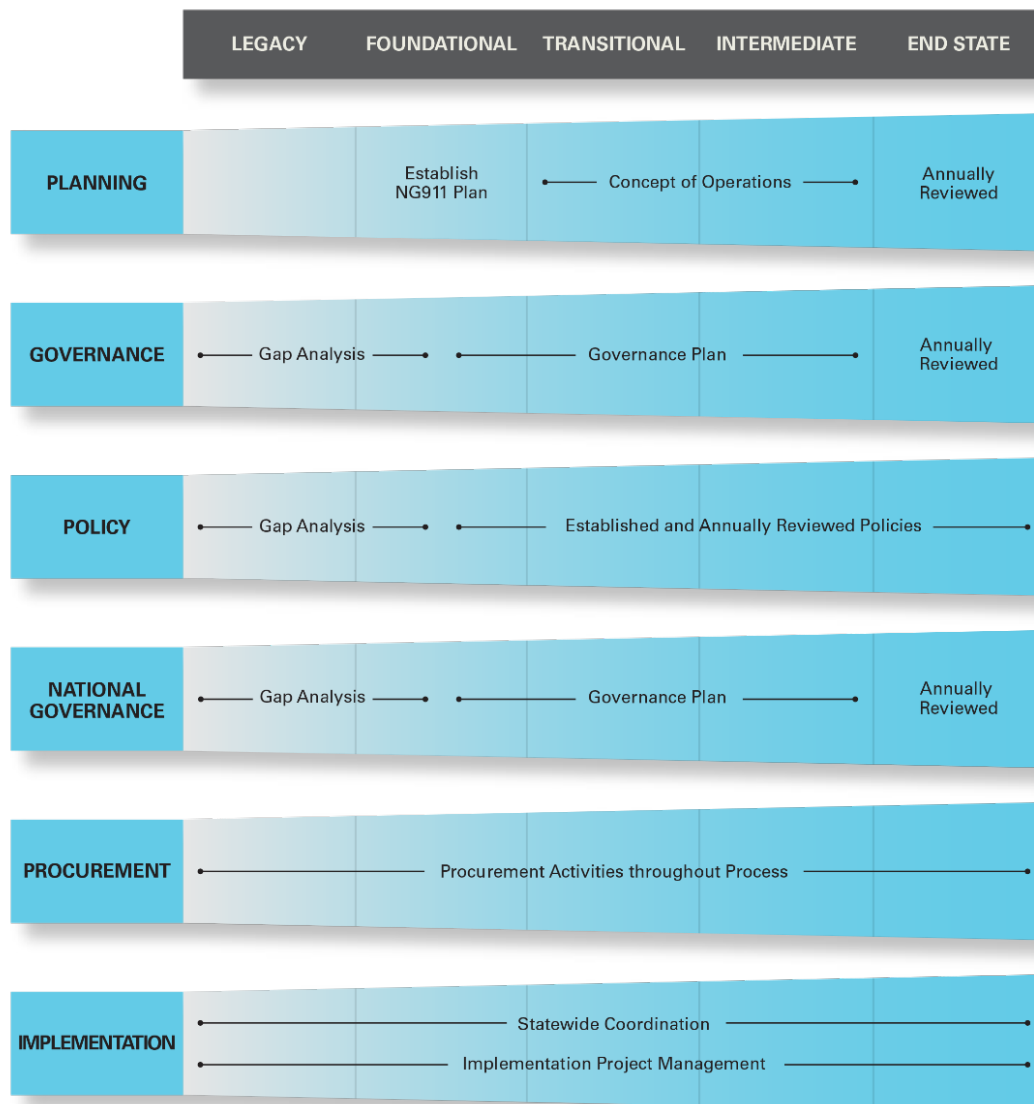 LEGACY FOUNDATIONAL TRANSITIONAL INTERMEDIATE END STATE
PLANNING
Establish
NG911 Plan
Concept of Operations
Annually
Reviewed
GOVERNANCE
Gap Analysis
Governance Plan
Annually
Reviewed
POLICY
Gap Analysis
Established and Annually Reviewed Policies
NATIONAL
GOVERNANCE
Gap Analysis
Governance Plan
Annually
Reviewed
PROCUREMENT
Procurement Activities throughout Process
IMPLEMENTATION
Statewide Coordination
Implementation Project Management